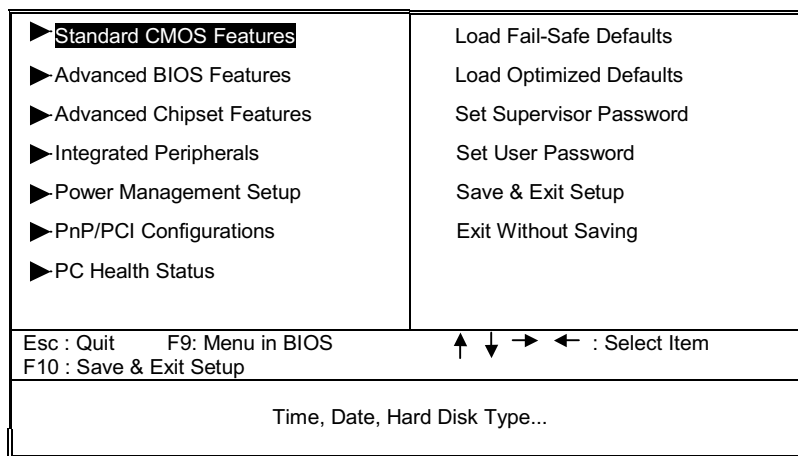 Standard CMOS Features
Advanced BIOS Features
Advanced Chipset Features
Integrated Peripherals
Power Management Setup
PnP/PCI Configurations
PC Health Status
Load Fail-Safe Defaults
Load Optimized Defaults
Set Supervisor Password
Set User Password
Save & Exit Setup
Exit Without Saving
Esc : Quit F9: Menu in BIOS
F10 : Save & Exit Setup
↑ ↓ → ← : Select Item
Time, Date, Hard Disk Type...